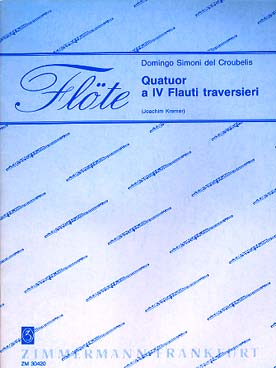 Domingo Simoni del Croubelis
Flöte
Quatuor
a IV Flauti traversieri
(Joachim Kremer)
ZIMMERMANN · FRANKFURT
ZM 30420